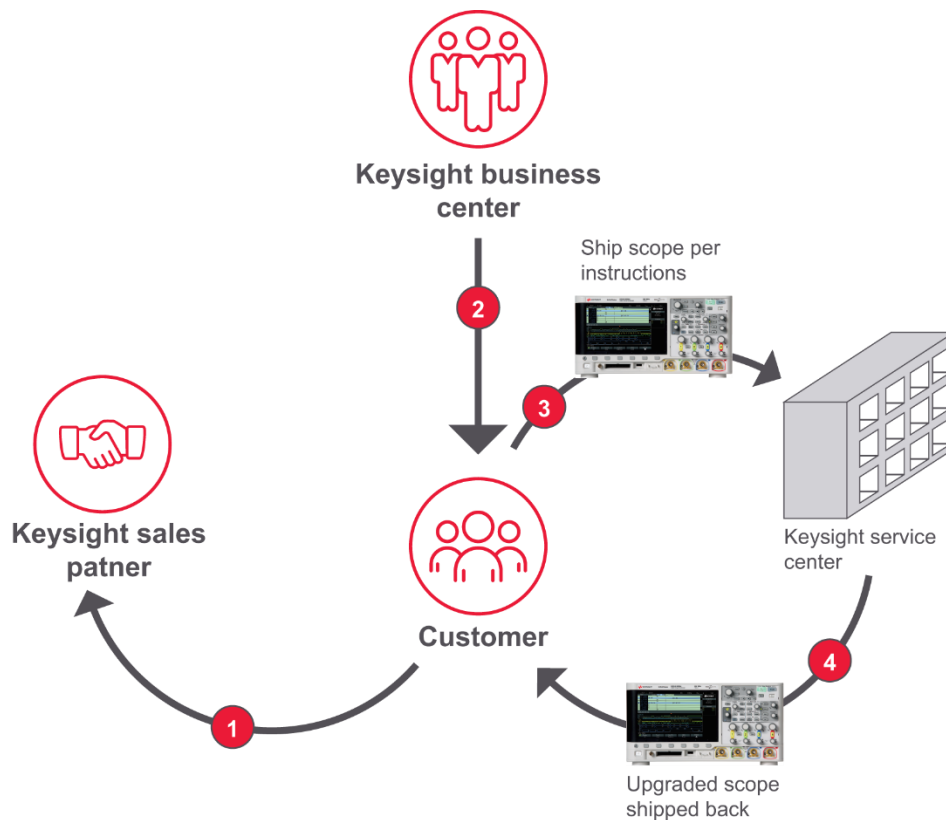 Keysight business
center
Ship scope per
instructions
2
3
Keysight sales
patner
Keysight service
center
Customer
4
1
Upgraded scope
shipped back